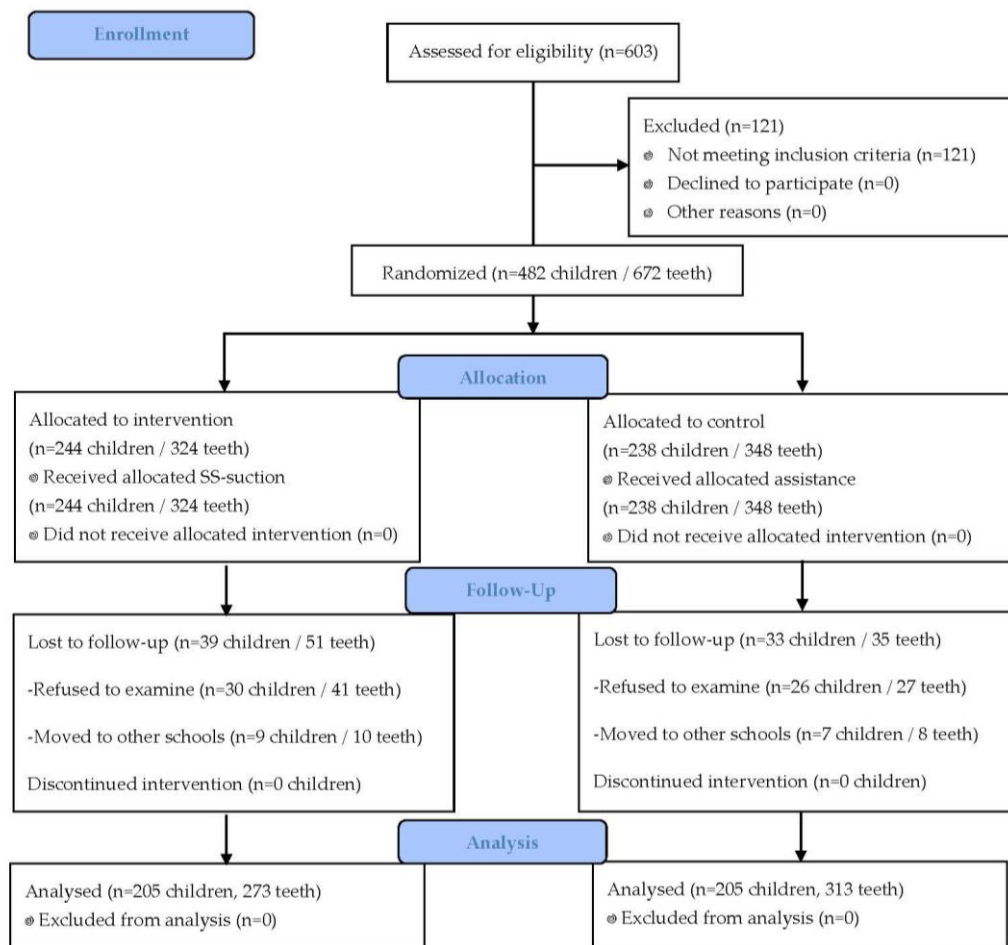 Enrollment
Assessed for eligibility (n=603)
Excluded (n=121)
Not meeting inclusion criteria (n=121)
Declined to participate (n=0)
Other reasons (n=0)
Randomized (n=482 children / 672 teeth)
Allocation
Allocated to intervention
(n=244 children / 324 teeth)
Received allocated SS-suction
(n=244 children / 324 teeth)
Did not receive allocated intervention (n=0)
Allocated to control
(n=238 children / 348 teeth)
Received allocated assistance
(n=238 children / 348 teeth)
Did not receive allocated intervention (n=0)
Follow-Up
Lost to follow-up (n=39 children / 51 teeth)
-Refused to examine (n=30 children / 41 teeth)
-Moved to other schools (n=9 children / 10 teeth)
Discontinued intervention (n=0 children)
Lost to follow-up (n=33 children / 35 teeth)
-Refused to examine (n=26 children / 27 teeth)
-Moved to other schools (n=7 children / 8 teeth)
Discontinued intervention (n=0 children)
Analysis
Analysed (n=205 children, 273 teeth)
Excluded from analysis (n=0)
Analysed (n=205 children, 313 teeth)
Excluded from analysis (n=0)